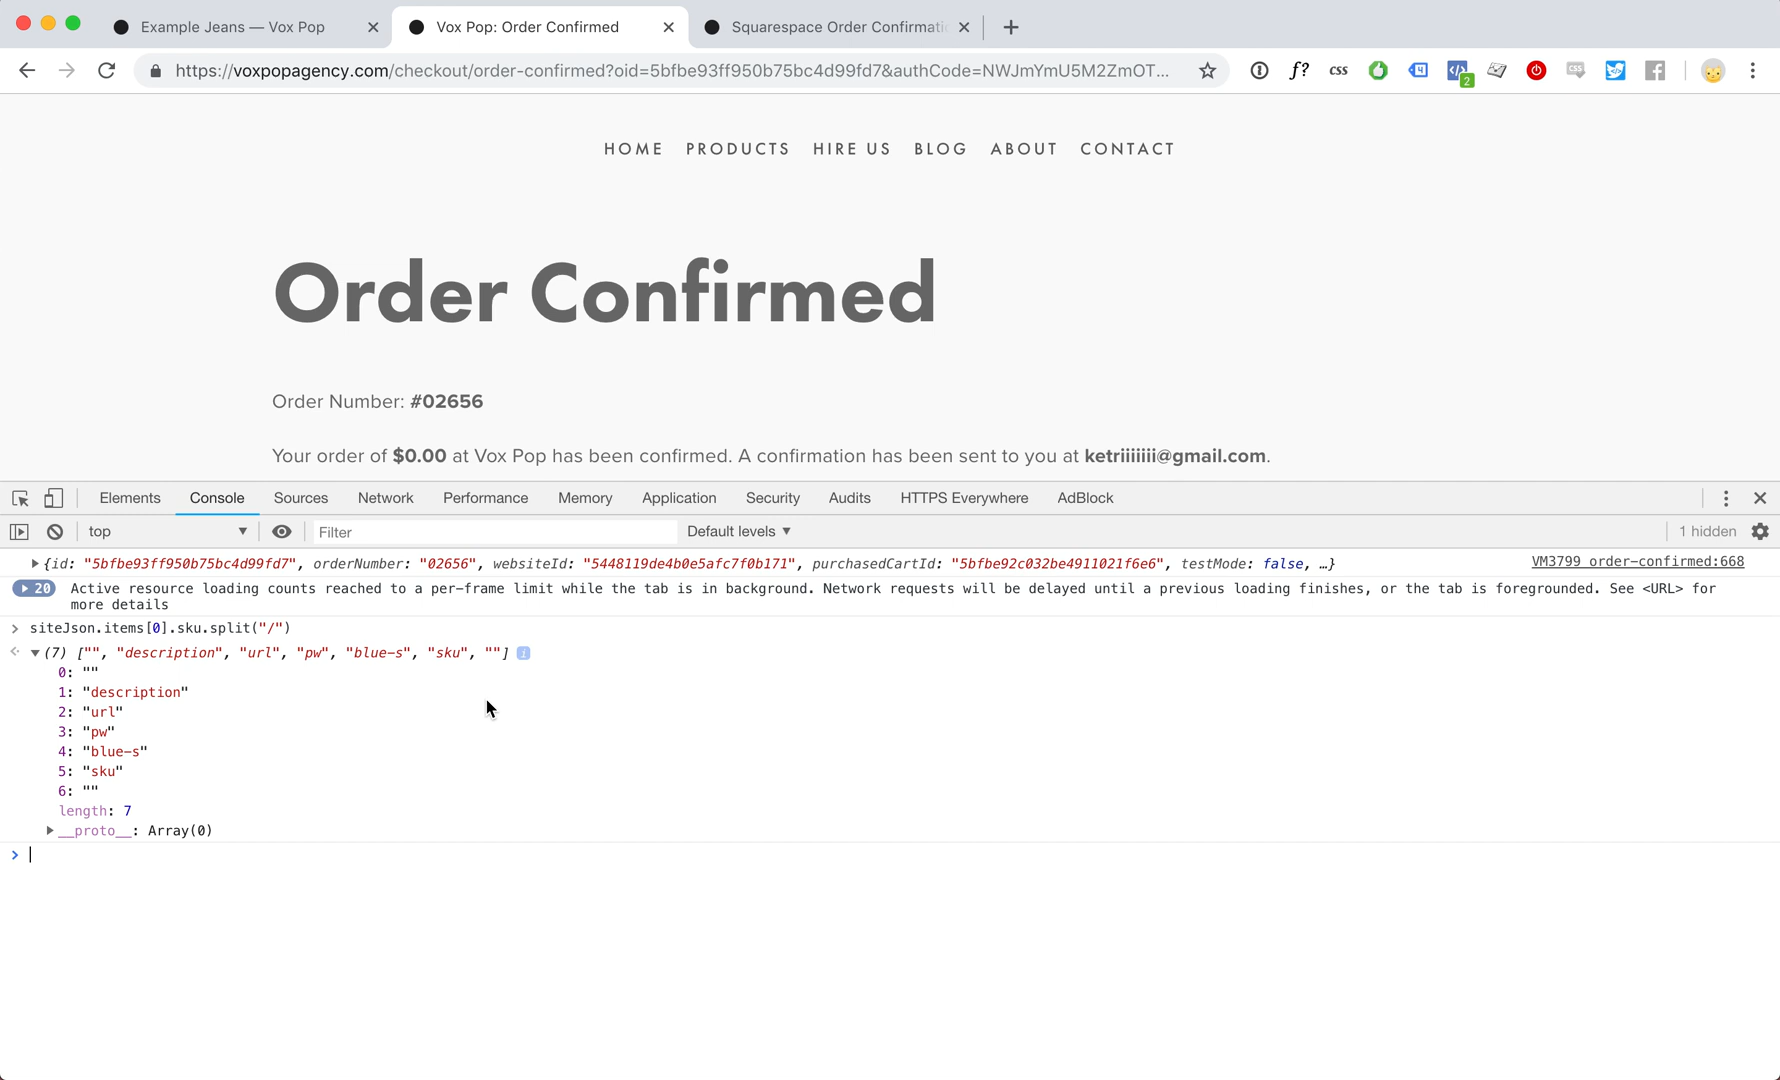 Example Jeans — Vox Pop
Vox Pop: Order Confirmed
Squarespace Order Confirmati
https://voxpopagency.com/checkout/order-confirmed?oid=5bfbe93ff950b75bc4d99fd7&authCode=NWJmYmU5M2ZmOT...
f?
css
2
HOME PRODUCTS HIRE US BLOG ABOUT CONTACT
Order Confirmed
Order Number: #02656
Your order of $0.00 at Vox Pop has been confirmed. A confirmation has been sent to you at ketriiiiiii@gmail.com.
Elements Console Sources Network Performance Memory Application Security Audits HTTPS Everywhere AdBlock
top Filter Default levels 1 hidden
{id: "5bfbe93ff950b75bc4d99fd7", orderNumber: "02656", websiteId: "5448119de4b0e5afc7f0b171", purchasedCartId: "5bfbe92c032be4911021f6e6", testMode: false, …} VM3799 order-confirmed:668
20 Active resource loading counts reached to a per-frame limit while the tab is in background. Network requests will be delayed until a previous loading finishes, or the tab is foregrounded. See <URL> for
more details
siteJson.items[0].sku.split("/")
(7) ["", "description", "url", "pw", "blue-s", "sku", ""] i
0: ""
1: "description"
2: "url"
3: "pw"
4: "blue-s"
5: "sku"
6: ""
length: 7
__proto__: Array(0)